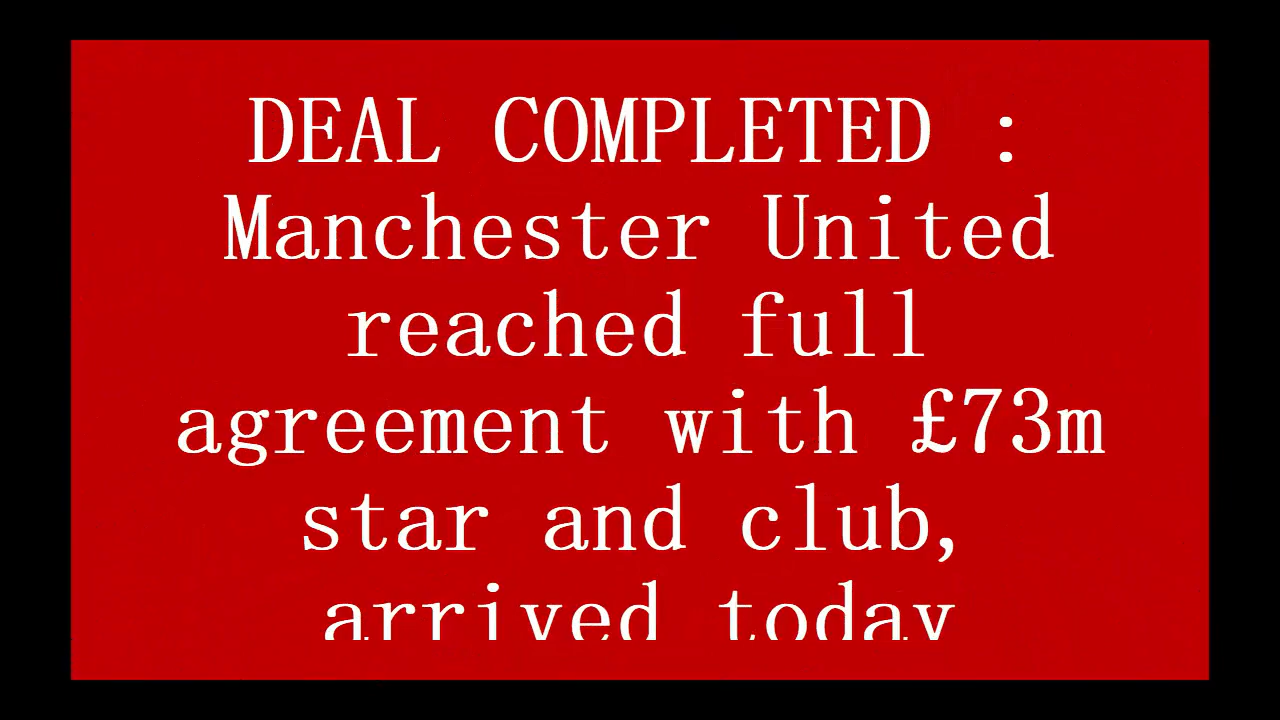 DEAL COMPLETED :
Manchester United
reached full
agreement with £73m
star and club,
arrived today